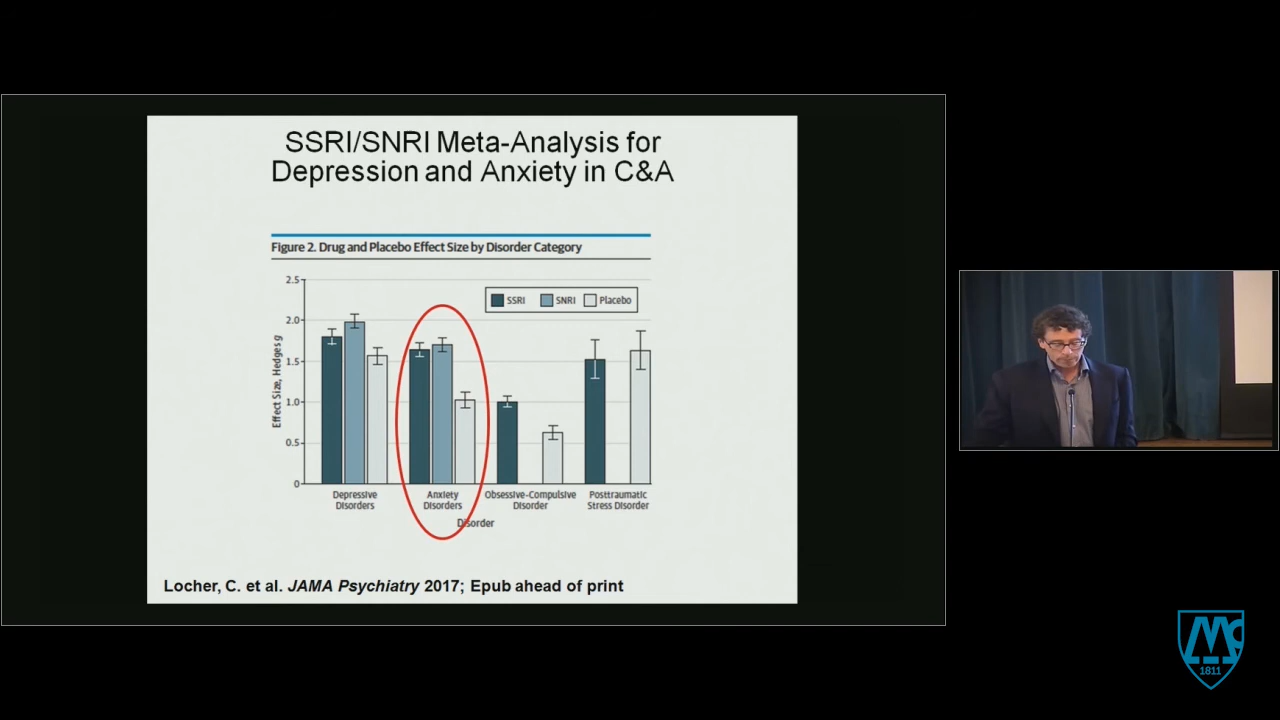 SSRI/SNRI Meta-Analysis for
Depression and Anxiety in C&A
Figure 2. Drug and Placebo Effect Size by Disorder Category
2.5
2.0
1.5
1.0
0.5
0
Effect Size, Hedges g
SSRI SNRI Placebo
Depressive
Disorders
Anxiety
Disorders
Obsessive-Compulsive
Disorder
Posttraumatic
Stress Disorder
Disorder
Locher, C. et al. JAMA Psychiatry 2017; Epub ahead of print
Mc
1811